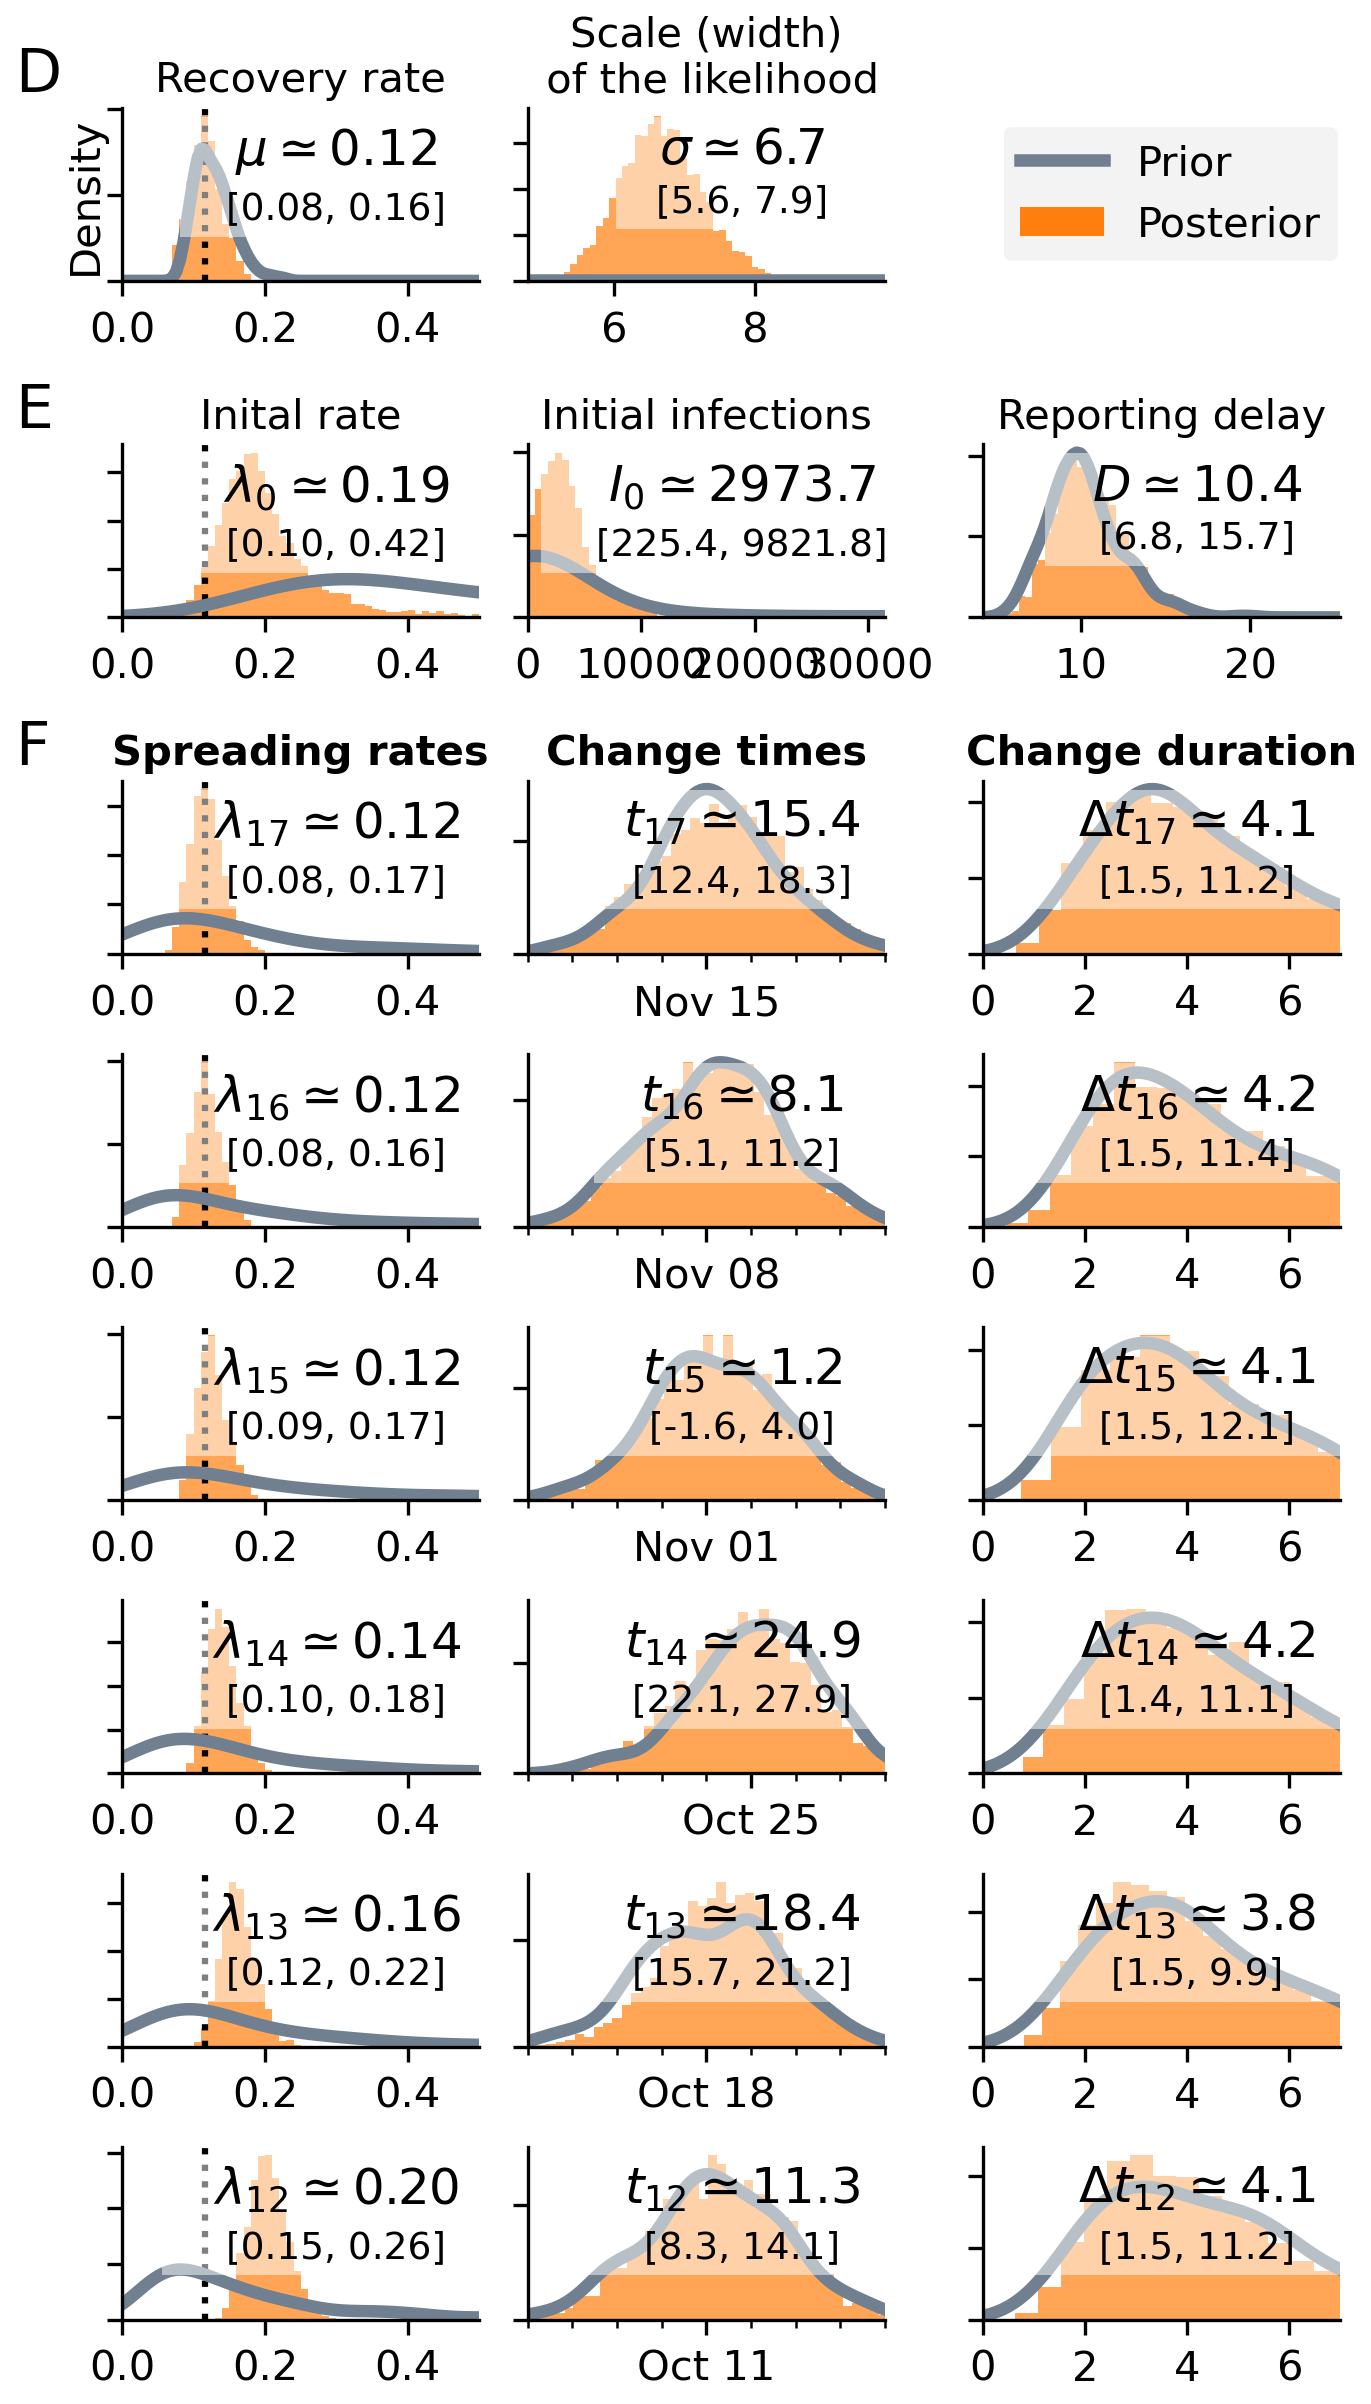 D
Recovery rate
Scale (width)
of the likelihood
Density
μ ≃ 0.12
[0.08, 0.16]
σ ≃ 6.7
[5.6, 7.9]
Prior
Posterior
0.0 0.2 0.4
6 8
E
Inital rate
Initial infections
Reporting delay
λ0 ≃ 0.19
[0.10, 0.42]
I0 ≃ 2973.7
[225.4, 9821.8]
D ≃ 10.4
[6.8, 15.7]
0.0 0.2 0.4
0 10000 20000 30000
10 20
F
Spreading rates
Change times
Change duration
λ17 ≃ 0.12
[0.08, 0.17]
t17 ≃ 15.4
[12.4, 18.3]
Δt17 ≃ 4.1
[1.5, 11.2]
0.0 0.2 0.4
Nov 15
0 2 4 6
λ16 ≃ 0.12
[0.08, 0.16]
t16 ≃ 8.1
[5.1, 11.2]
Δt16 ≃ 4.2
[1.5, 11.4]
0.0 0.2 0.4
Nov 08
0 2 4 6
λ15 ≃ 0.12
[0.09, 0.17]
t15 ≃ 1.2
[-1.6, 4.0]
Δt15 ≃ 4.1
[1.5, 12.1]
0.0 0.2 0.4
Nov 01
0 2 4 6
λ14 ≃ 0.14
[0.10, 0.18]
t14 ≃ 24.9
[22.1, 27.9]
Δt14 ≃ 4.2
[1.4, 11.1]
0.0 0.2 0.4
Oct 25
0 2 4 6
λ13 ≃ 0.16
[0.12, 0.22]
t13 ≃ 18.4
[15.7, 21.2]
Δt13 ≃ 3.8
[1.5, 9.9]
0.0 0.2 0.4
Oct 18
0 2 4 6
λ12 ≃ 0.20
[0.15, 0.26]
t12 ≃ 11.3
[8.3, 14.1]
Δt12 ≃ 4.1
[1.5, 11.2]
0.0 0.2 0.4
Oct 11
0 2 4 6